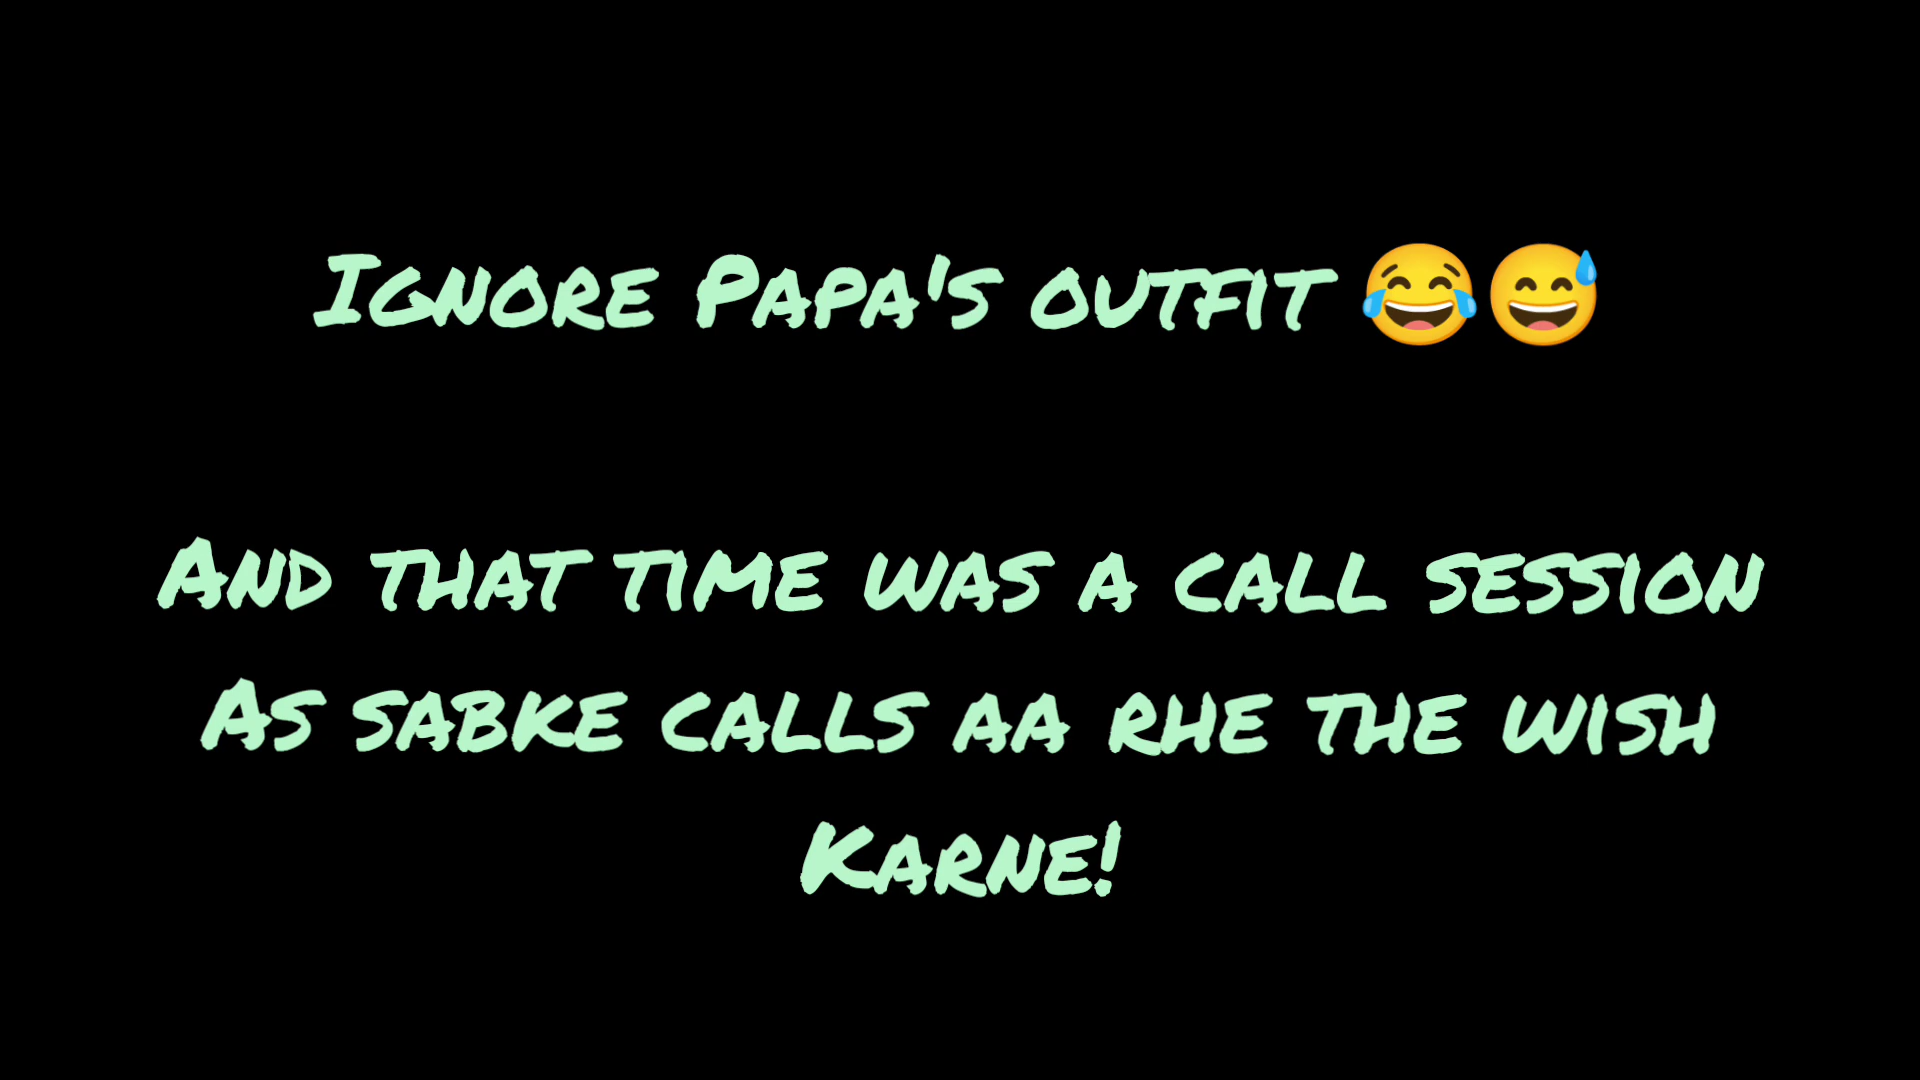 Ignore Papa's outfit 😂😅
And that time was a call session
As sabke calls aa rhe the wish
Karne!